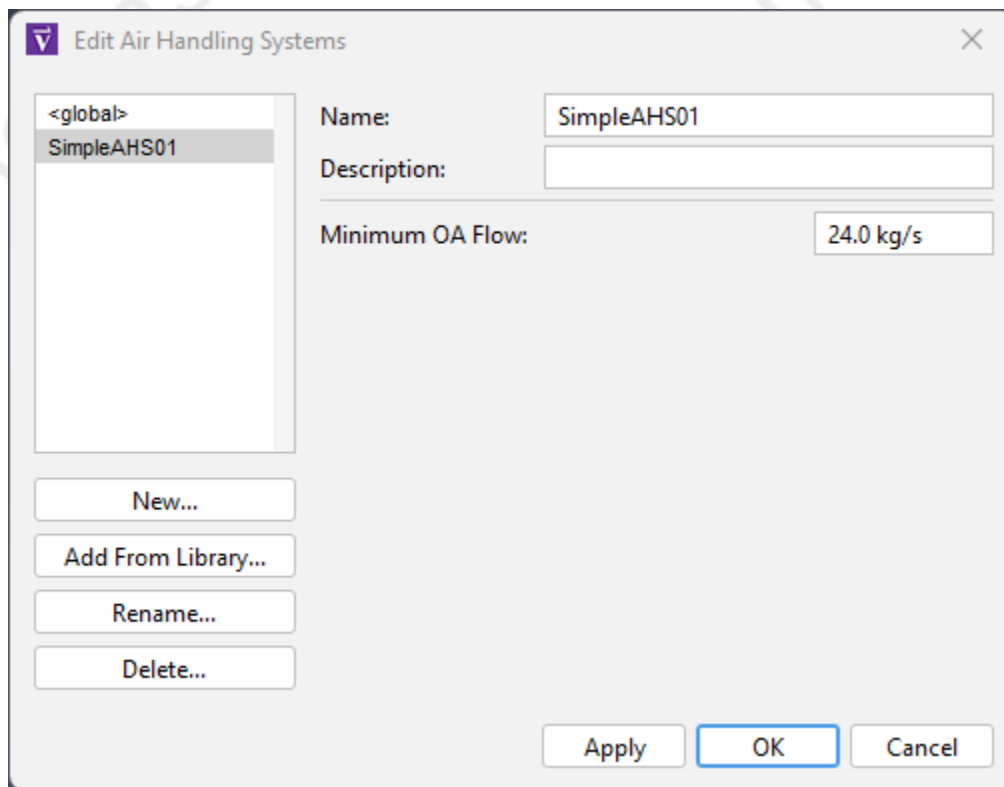 Edit Air Handling Systems
<global>
SimpleAHS01
Name:
SimpleAHS01
Description:
Minimum OA Flow:
24.0 kg/s
New...
Add From Library...
Rename...
Delete...
Apply
OK
Cancel